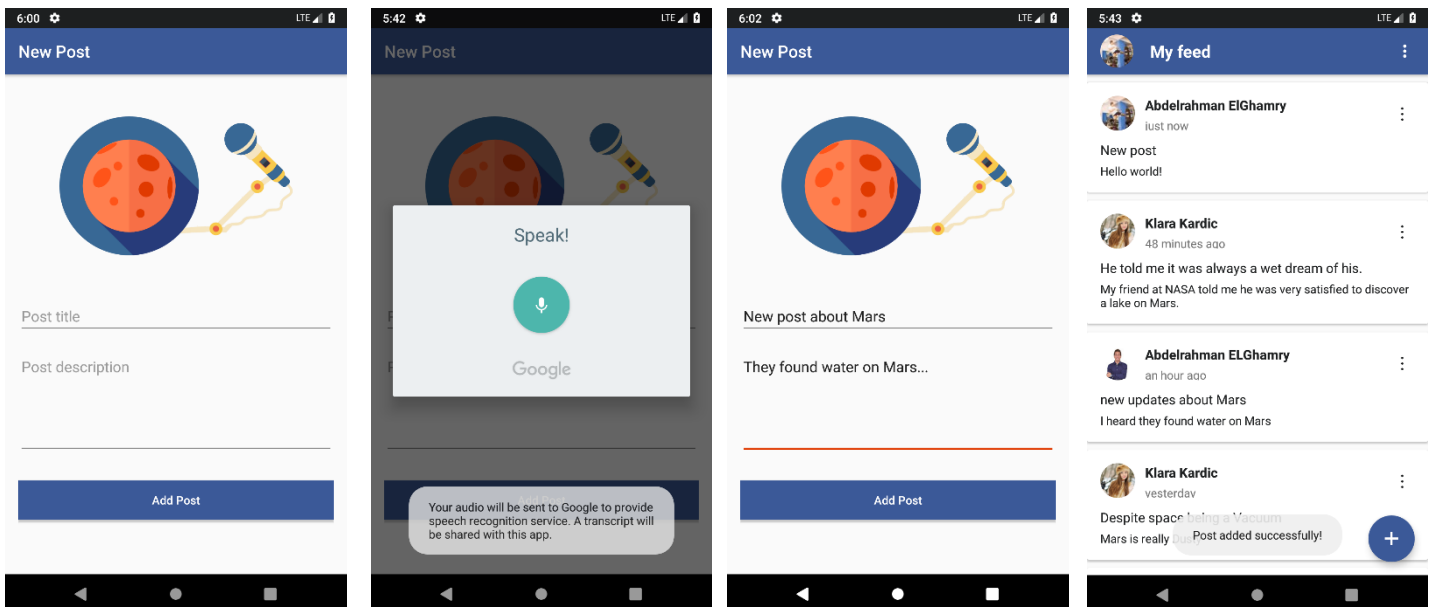 6:00
LTE
New Post
Post title
Post description
Add Post
5:42
LTE
New Post
Speak!
Google
Your audio will be sent to Google to provide
speech recognition service. A transcript will
be shared with this app.
6:02
LTE
New Post
New post about Mars
They found water on Mars...
Add Post
5:43
LTE
My feed
Abdelrahman ElGhamry
just now
New post
Hello world!
Klara Kardic
48 minutes ago
He told me it was always a wet dream of his.
My friend at NASA told me he was very satisfied to discover
a lake on Mars.
Abdelrahman ELGhamry
an hour ago
new updates about Mars
I heard they found water on Mars
Klara Kardic
yesterday
Despite space being a Vacuum
Mars is really
Post added successfully!